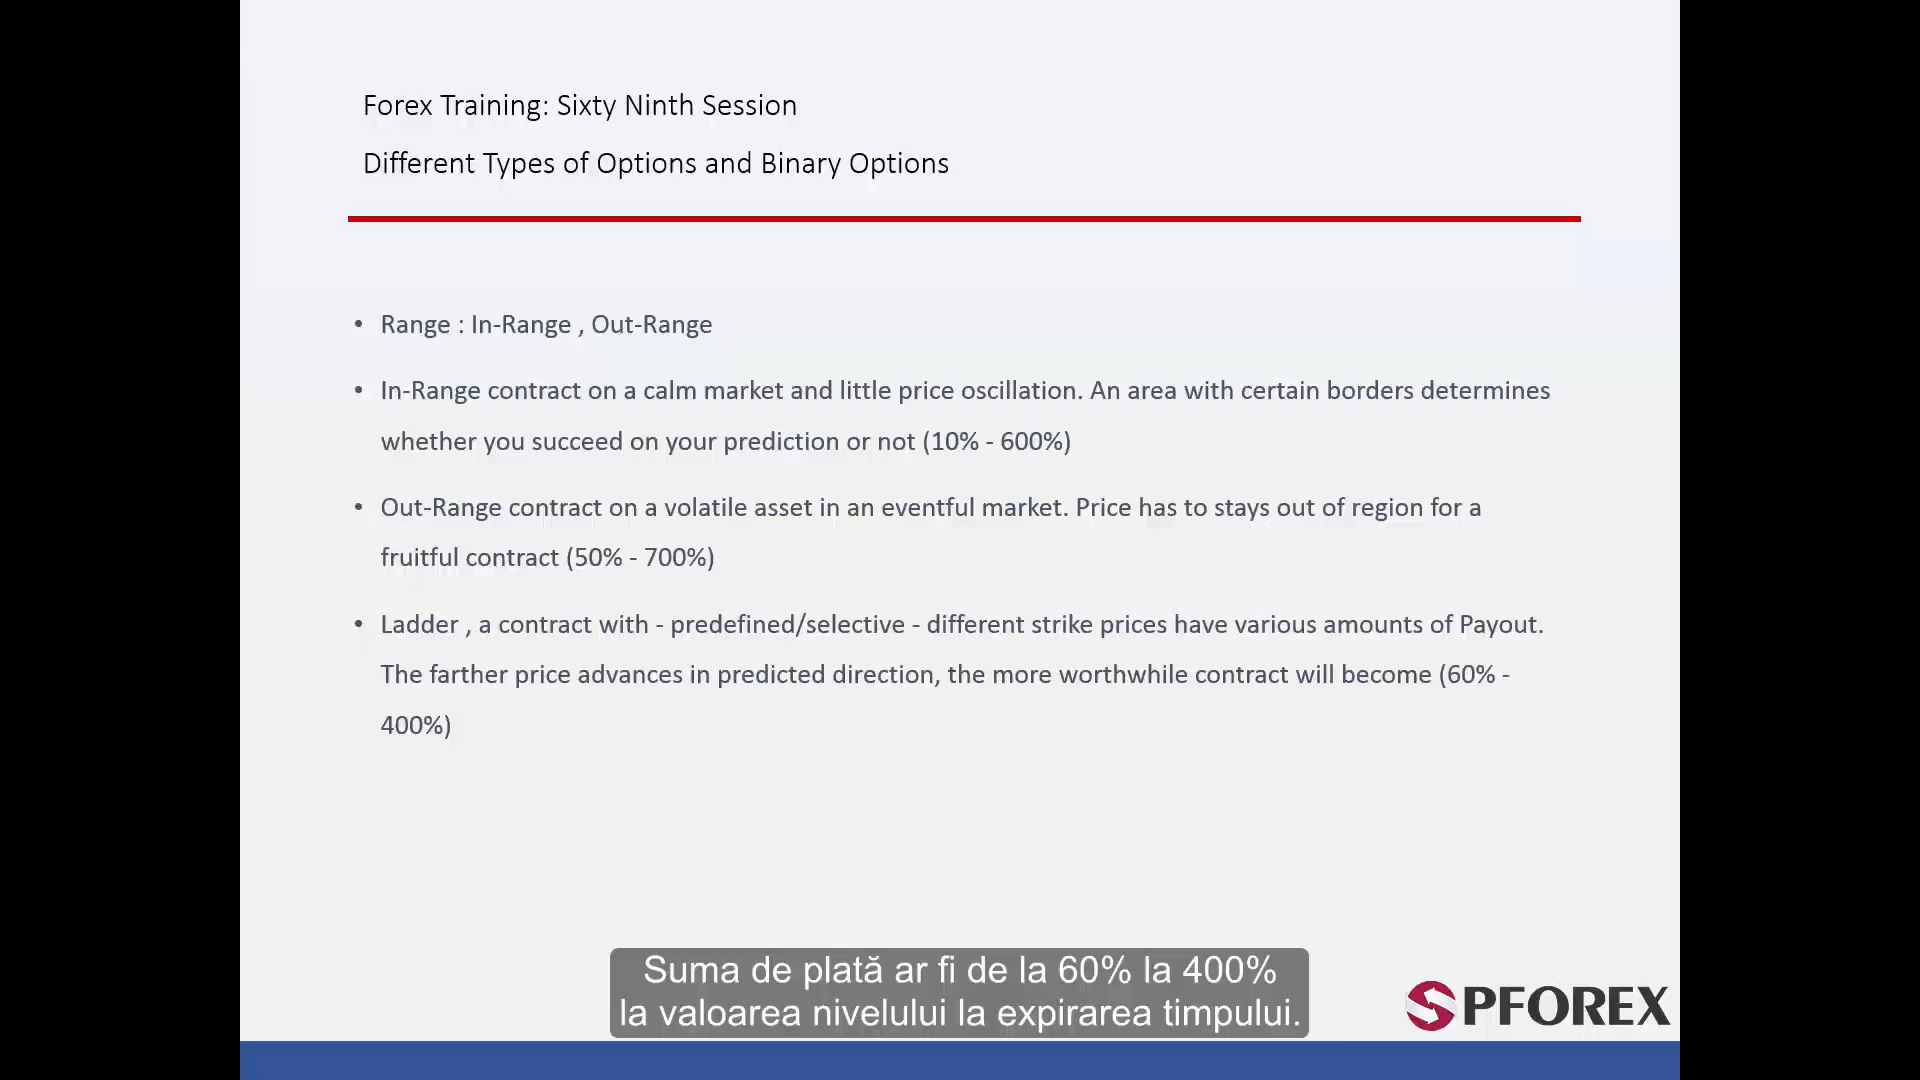 Forex Training: Sixty Ninth Session
Different Types of Options and Binary Options
• Range : In-Range , Out-Range
• In-Range contract on a calm market and little price oscillation. An area with certain borders determines
whether you succeed on your prediction or not (10% - 600%)
• Out-Range contract on a volatile asset in an eventful market. Price has to stays out of region for a
fruitful contract (50% - 700%)
• Ladder , a contract with - predefined/selective - different strike prices have various amounts of Payout.
The farther price advances in predicted direction, the more worthwhile contract will become (60% -
400%)
Suma de plată ar fi de la 60% la 400%
la valoarea nivelului la expirarea timpului.
PFOREX